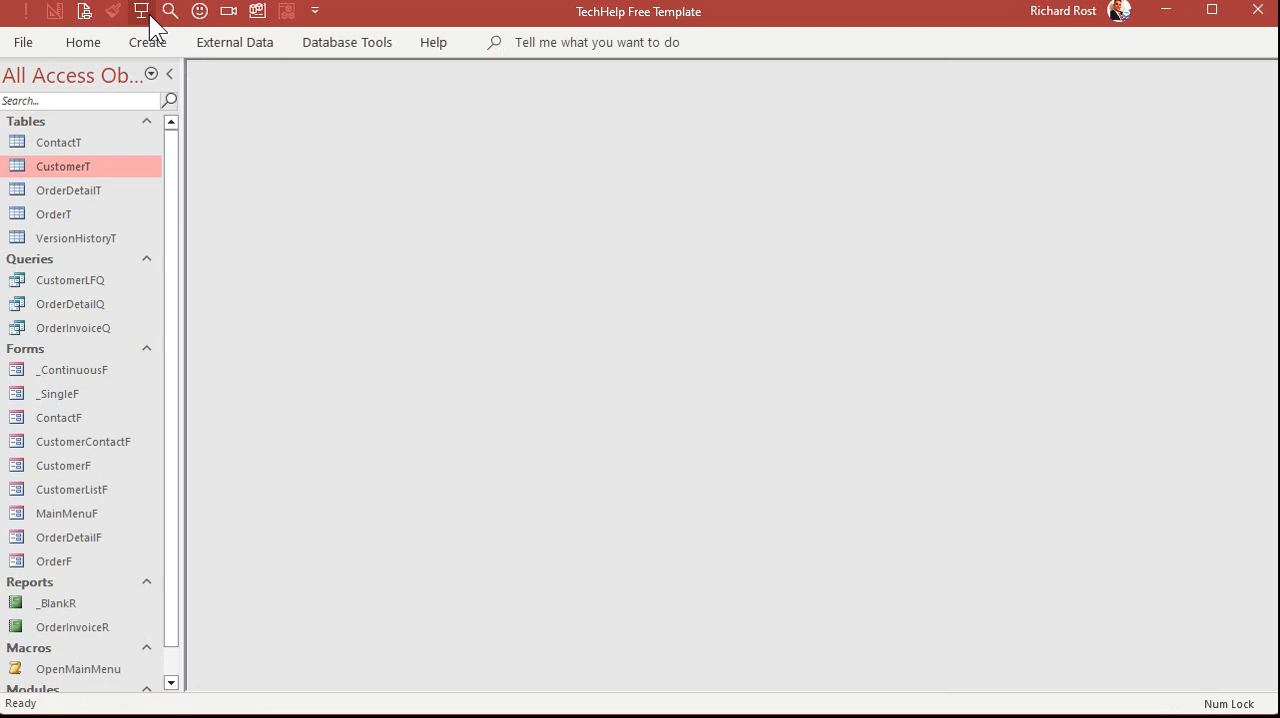 TechHelp Free Template
Richard Rost
File Home Create External Data Database Tools Help Tell me what you want to do
All Access Ob...
Search...
Tables
ContactT
CustomerT
OrderDetailT
OrderT
VersionHistoryT
Queries
CustomerLFQ
OrderDetailQ
OrderInvoiceQ
Forms
_ContinuousF
_SingleF
ContactF
CustomerContactF
CustomerF
CustomerListF
MainMenuF
OrderDetailF
OrderF
Reports
_BlankR
OrderInvoiceR
Macros
OpenMainMenu
Modules
Ready
Num Lock